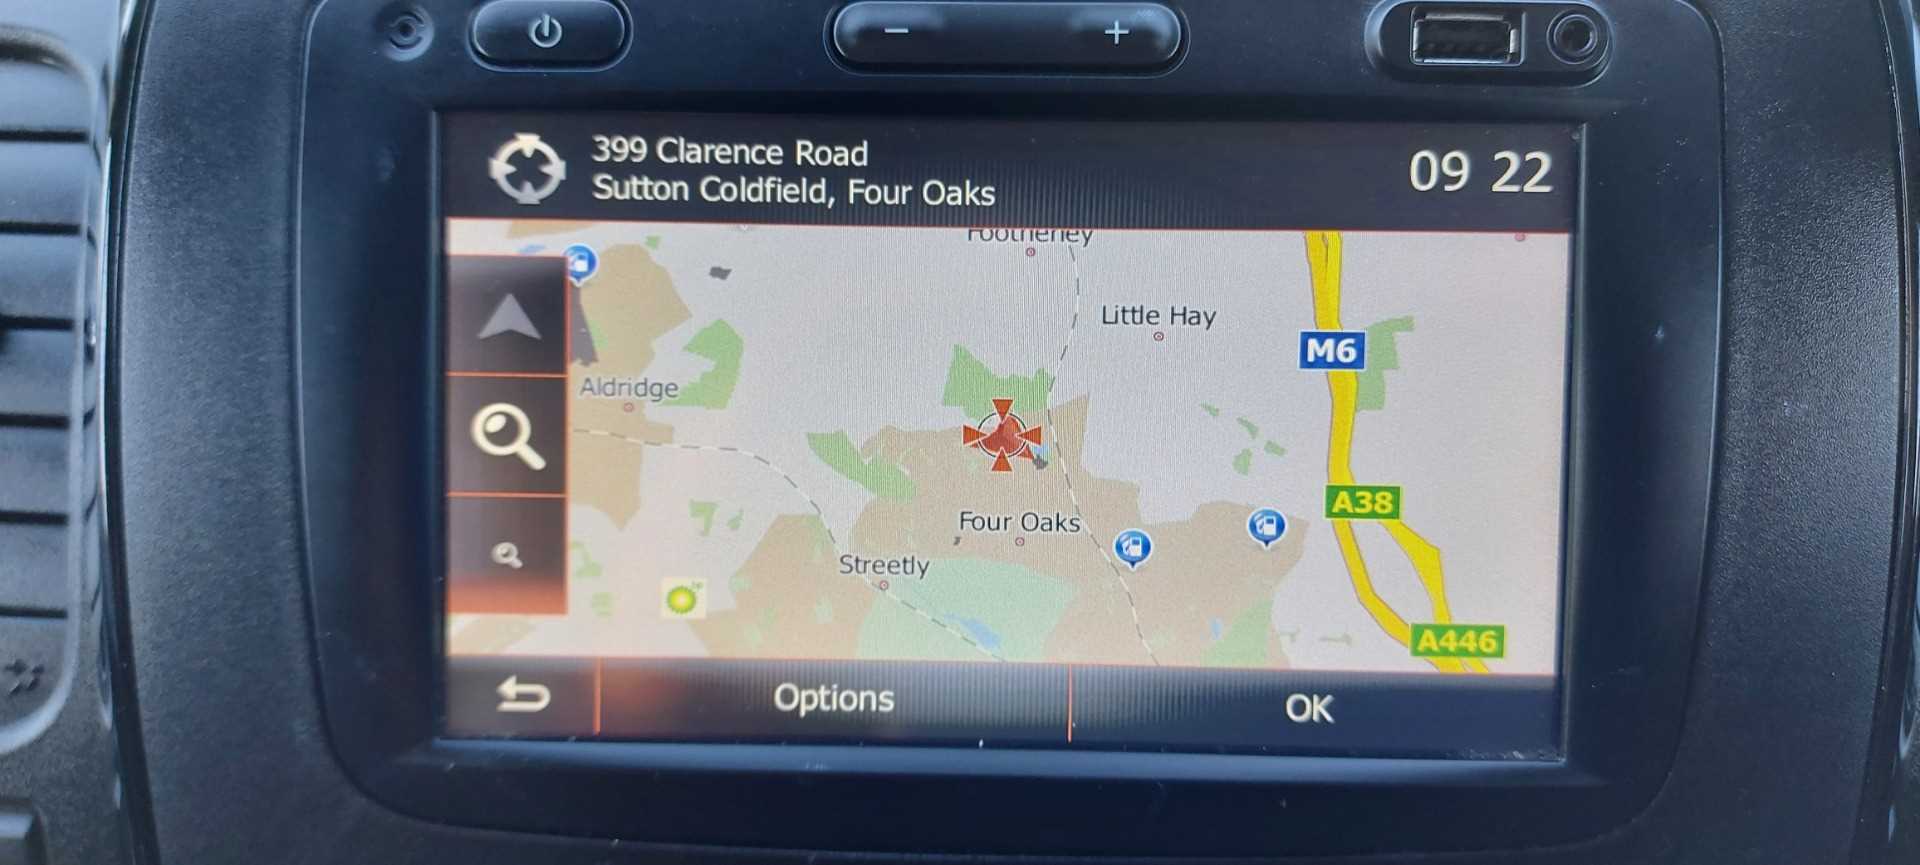 399 Clarence Road
Sutton Coldfield, Four Oaks
09 22
Footherley
Little Hay
M6
Aldridge
A38
Four Oaks
Streetly
A446
Options
OK